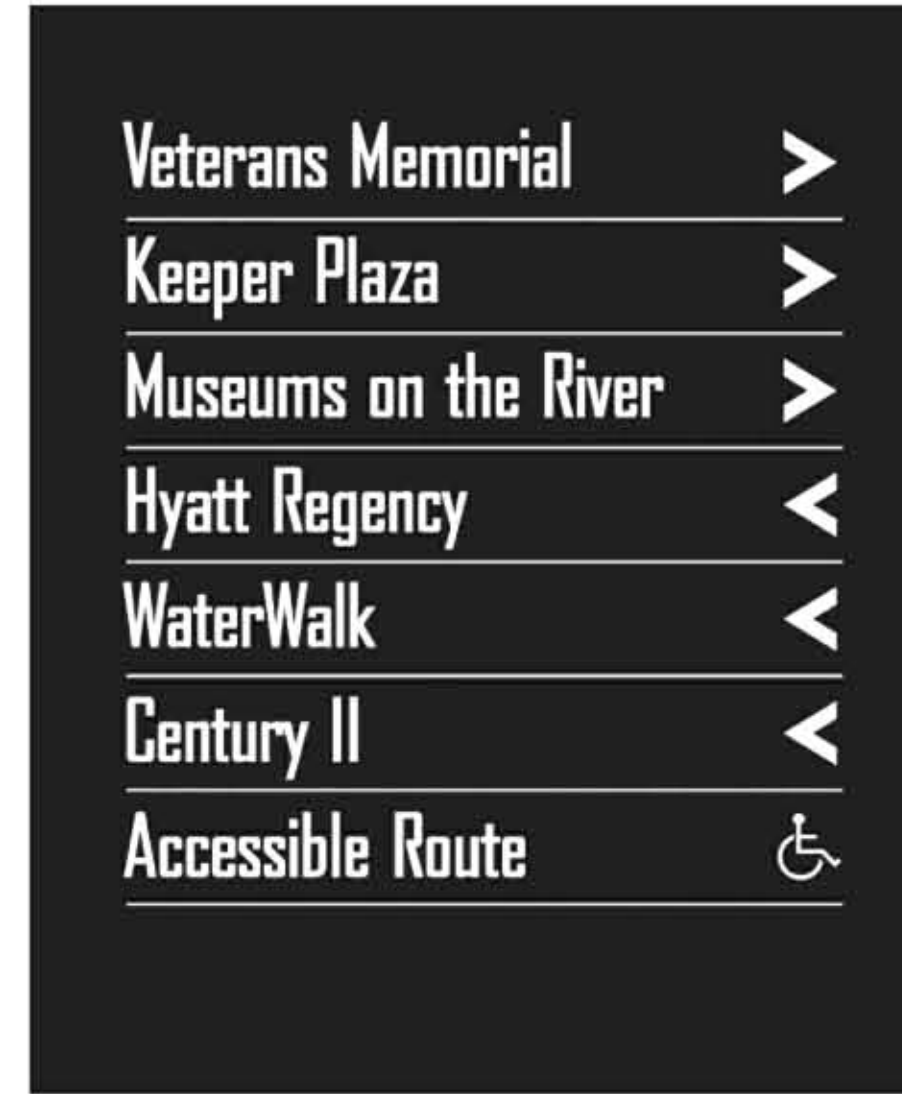 Veterans Memorial >
Keeper Plaza >
Museums on the River >
Hyatt Regency <
WaterWalk <
Century II <
Accessible Route